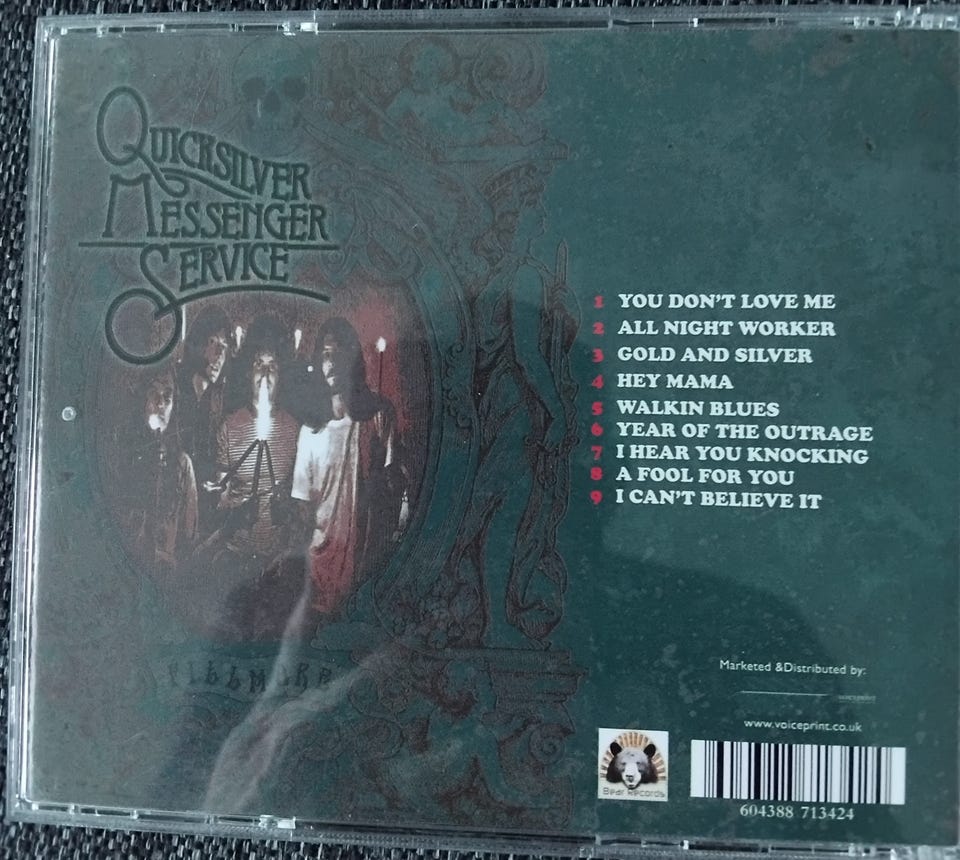 QUICKSILVER
MESSENGER
SERVICE
1 YOU DON'T LOVE ME
2 ALL NIGHT WORKER
3 GOLD AND SILVER
4 HEY MAMA
5 WALKIN BLUES
6 YEAR OF THE OUTRAGE
7 I HEAR YOU KNOCKING
8 A FOOL FOR YOU
9 I CAN'T BELIEVE IT
FILLMORE
Marketed &Distributed by:
voiceprint
www.voiceprint.co.uk
Bear Records
604388 713424